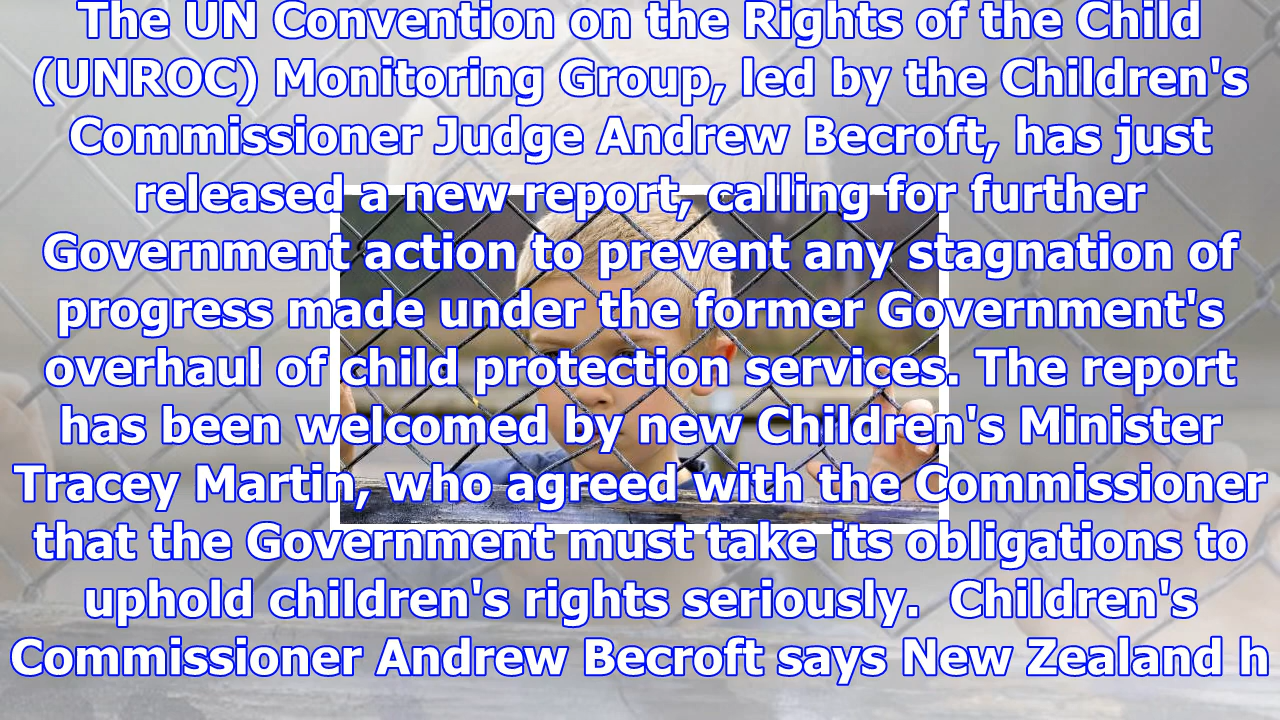 The UN Convention on the Rights of the Child
(UNROC) Monitoring Group, led by the Children's
Commissioner Judge Andrew Becroft, has just
released a new report, calling for further
Government action to prevent any stagnation of
progress made under the former Government's
overhaul of child protection services. The report
has been welcomed by new Children's Minister
Tracey Martin, who agreed with the Commissioner
that the Government must take its obligations to
uphold children's rights seriously.  Children's
Commissioner Andrew Becroft says New Zealand h